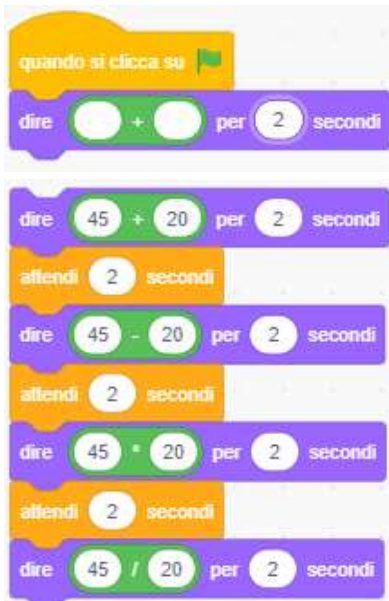 quando si clicca su
dire + per 2 secondi
dire 45 + 20 per 2 secondi
attendi 2 secondi
dire 45 - 20 per 2 secondi
attendi 2 secondi
dire 45 * 20 per 2 secondi
attendi 2 secondi
dire 45 / 20 per 2 secondi